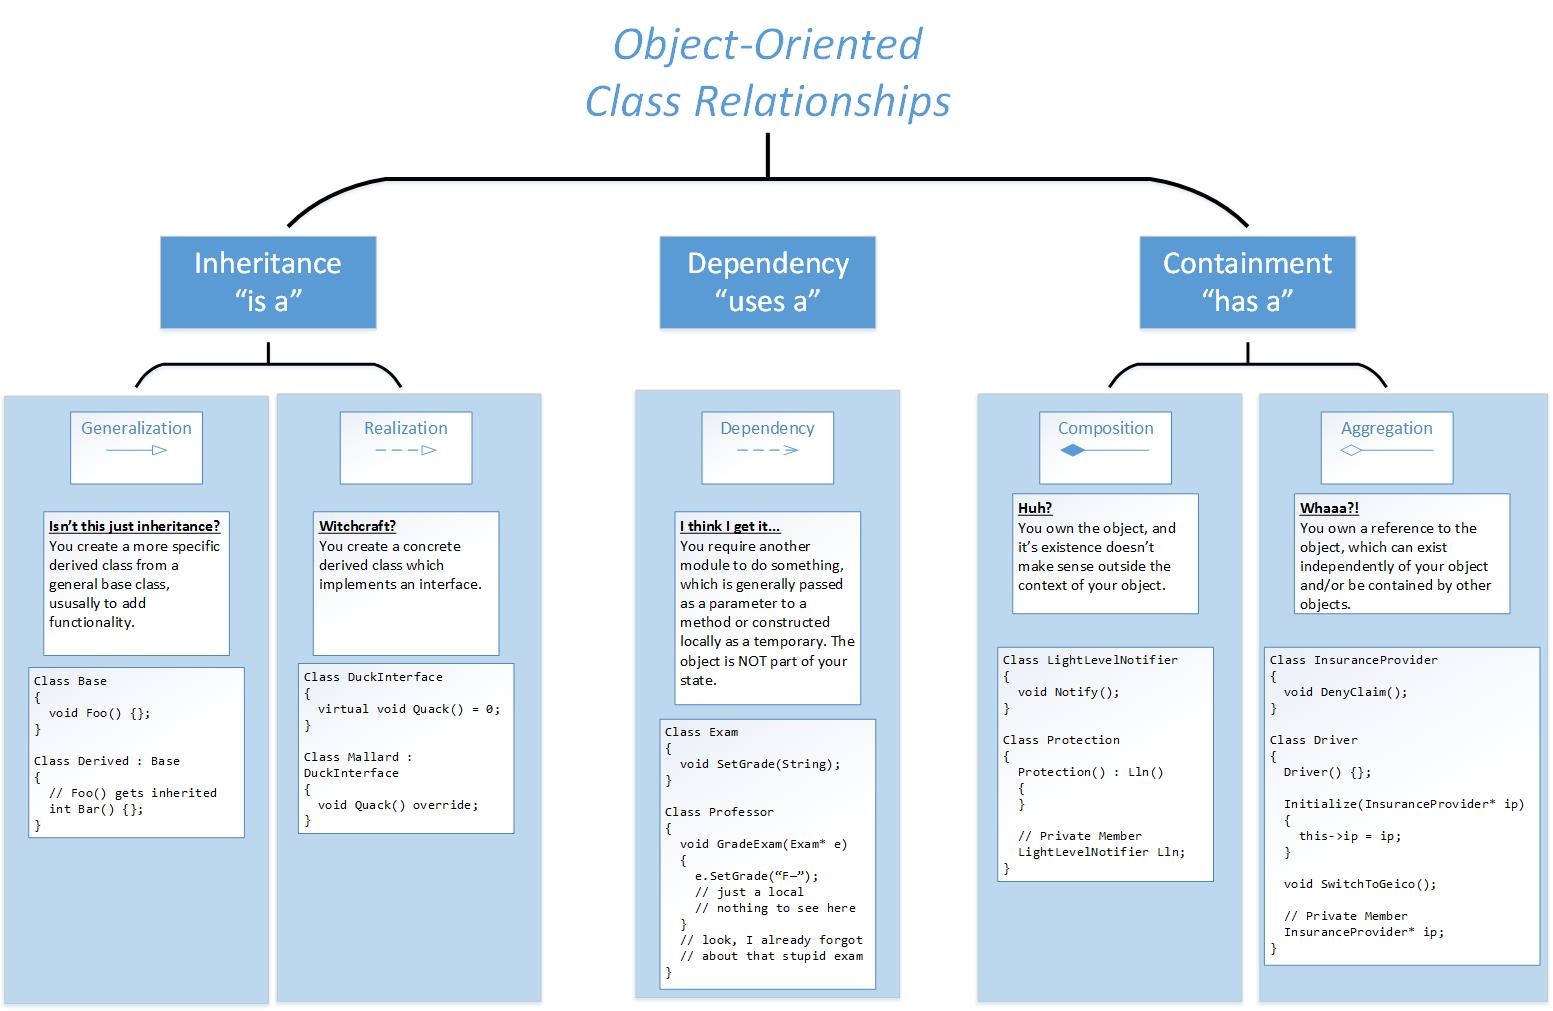 Object-Oriented
Class Relationships
Inheritance
“is a”
Dependency
“uses a”
Containment
“has a”
Generalization
Isn’t this just inheritance?
You create a more specific
derived class from a
general base class,
ususally to add
functionality.
Class Base
{
  void Foo() {};
}
Class Derived : Base
{
  // Foo() gets inherited
  int Bar() {};
}
Realization
Witchcraft?
You create a concrete
derived class which
implements an interface.
Class DuckInterface
{
  virtual void Quack() = 0;
}
Class Mallard :
DuckInterface
{
  void Quack() override;
}
Dependency
I think I get it...
You require another
module to do something,
which is generally passed
as a parameter to a
method or constructed
locally as a temporary. The
object is NOT part of your
state.
Class Exam
{
  void SetGrade(String);
}
Class Professor
{
  void GradeExam(Exam* e)
  {
    e.SetGrade(“F—”);
    // just a local
    // nothing to see here
  }
  // look, I already forgot
  // about that stupid exam
}
Composition
Huh?
You own the object, and
it’s existence doesn’t
make sense outside the
context of your object.
Class LightLevelNotifier
{
  void Notify();
}
Class Protection
{
  Protection() : Lln()
  {
  }
  // Private Member
  LightLevelNotifier Lln;
}
Aggregation
Whaaa?!
You own a reference to the
object, which can exist
independently of your object
and/or be contained by other
objects.
Class InsuranceProvider
{
  void DenyClaim();
}
Class Driver
{
  Driver() {};
  Initialize(InsuranceProvider* ip)
  {
    this->ip = ip;
  }
  void SwitchToGeico();
  // Private Member
  InsuranceProvider* ip;
}